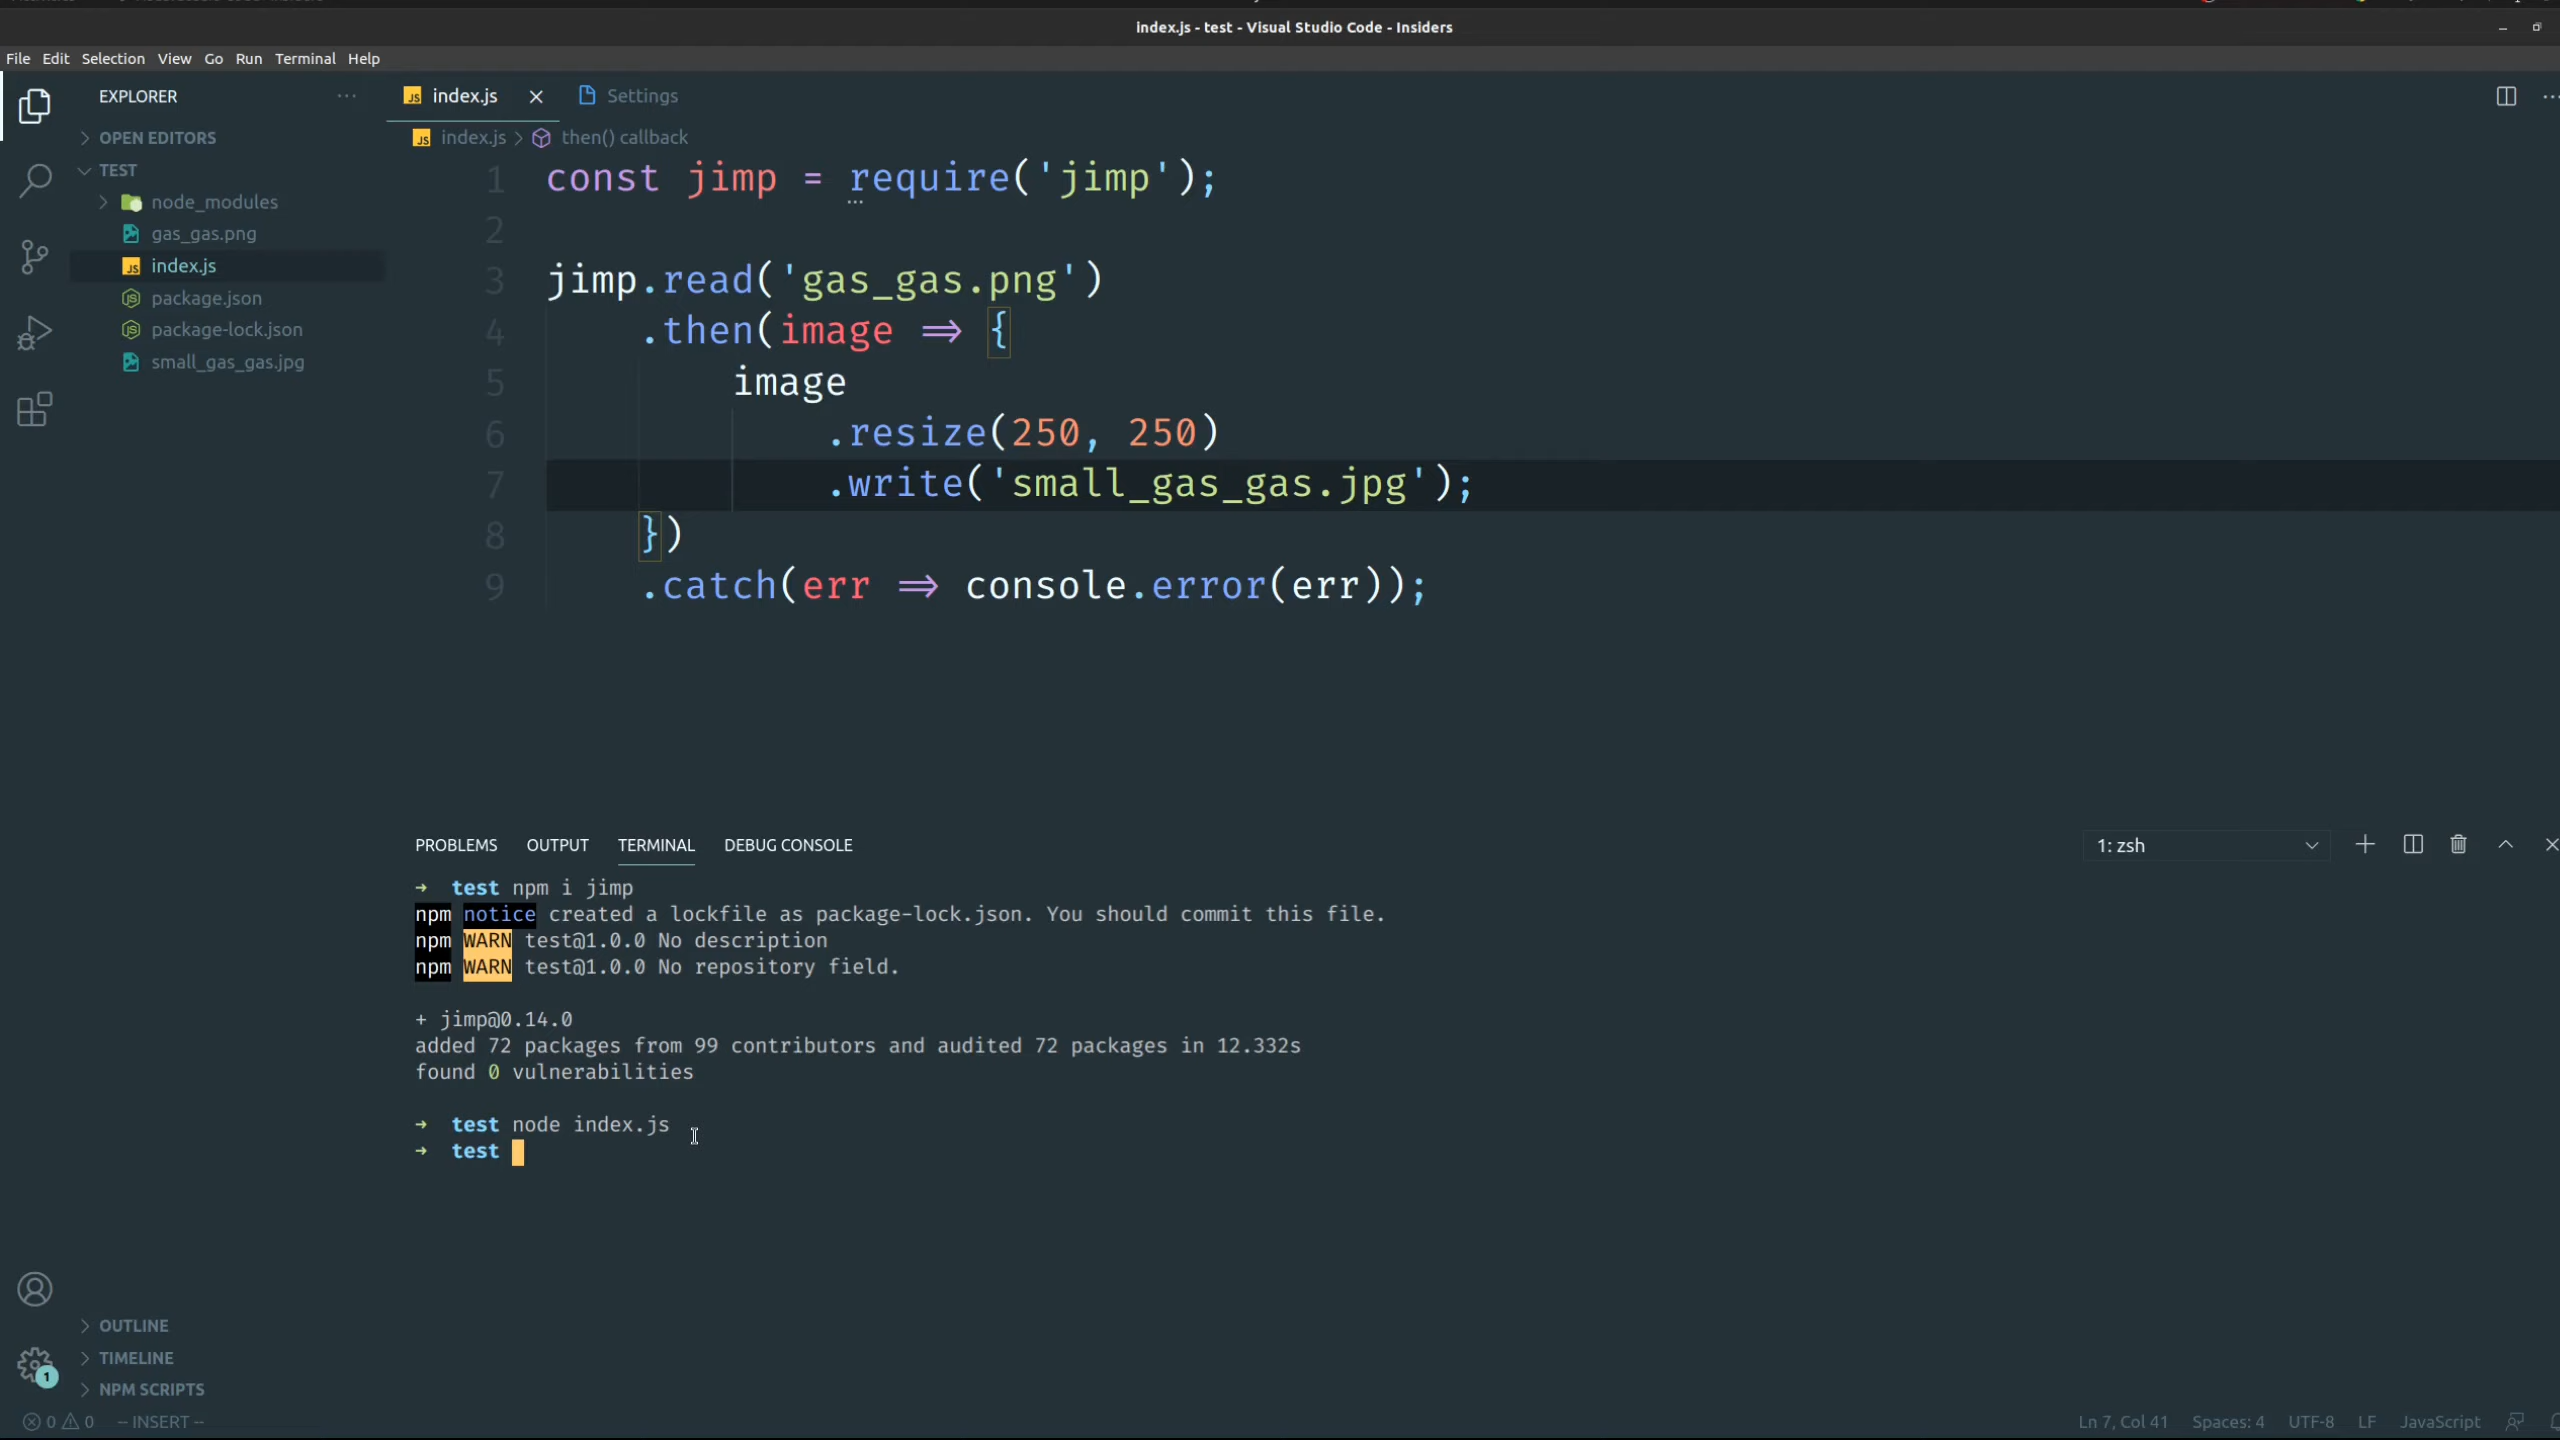 index.js - test - Visual Studio Code - Insiders
File Edit Selection View Go Run Terminal Help
EXPLORER
OPEN EDITORS
TEST
node_modules
gas_gas.png
index.js
package.json
package-lock.json
small_gas_gas.jpg
index.js Settings
index.js > then() callback
1 const jimp = require('jimp');
2
3 jimp.read('gas_gas.png')
4 .then(image => {
5 image
6 .resize(250, 250)
7 .write('small_gas_gas.jpg');
8 })
9 .catch(err => console.error(err));
PROBLEMS OUTPUT TERMINAL DEBUG CONSOLE 1: zsh
→ test npm i jimp
npm notice created a lockfile as package-lock.json. You should commit this file.
npm WARN test@1.0.0 No description
npm WARN test@1.0.0 No repository field.
+ jimp@0.14.0
added 72 packages from 99 contributors and audited 72 packages in 12.332s
found 0 vulnerabilities
→ test node index.js
→ test
OUTLINE
TIMELINE
1
NPM SCRIPTS
0 0 -- INSERT -- Ln 7, Col 41 Spaces: 4 UTF-8 LF JavaScript